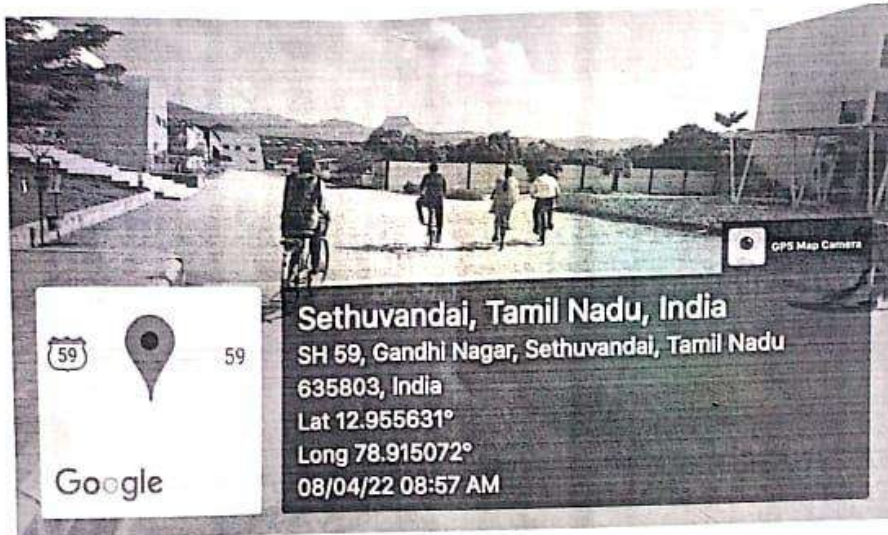 GPS Map Camera
Sethuvandai, Tamil Nadu, India
SH 59, Gandhi Nagar, Sethuvandai, Tamil Nadu
635803, India
Lat 12.955631°
Long 78.915072°
08/04/22 08:57 AM
59
59
Google